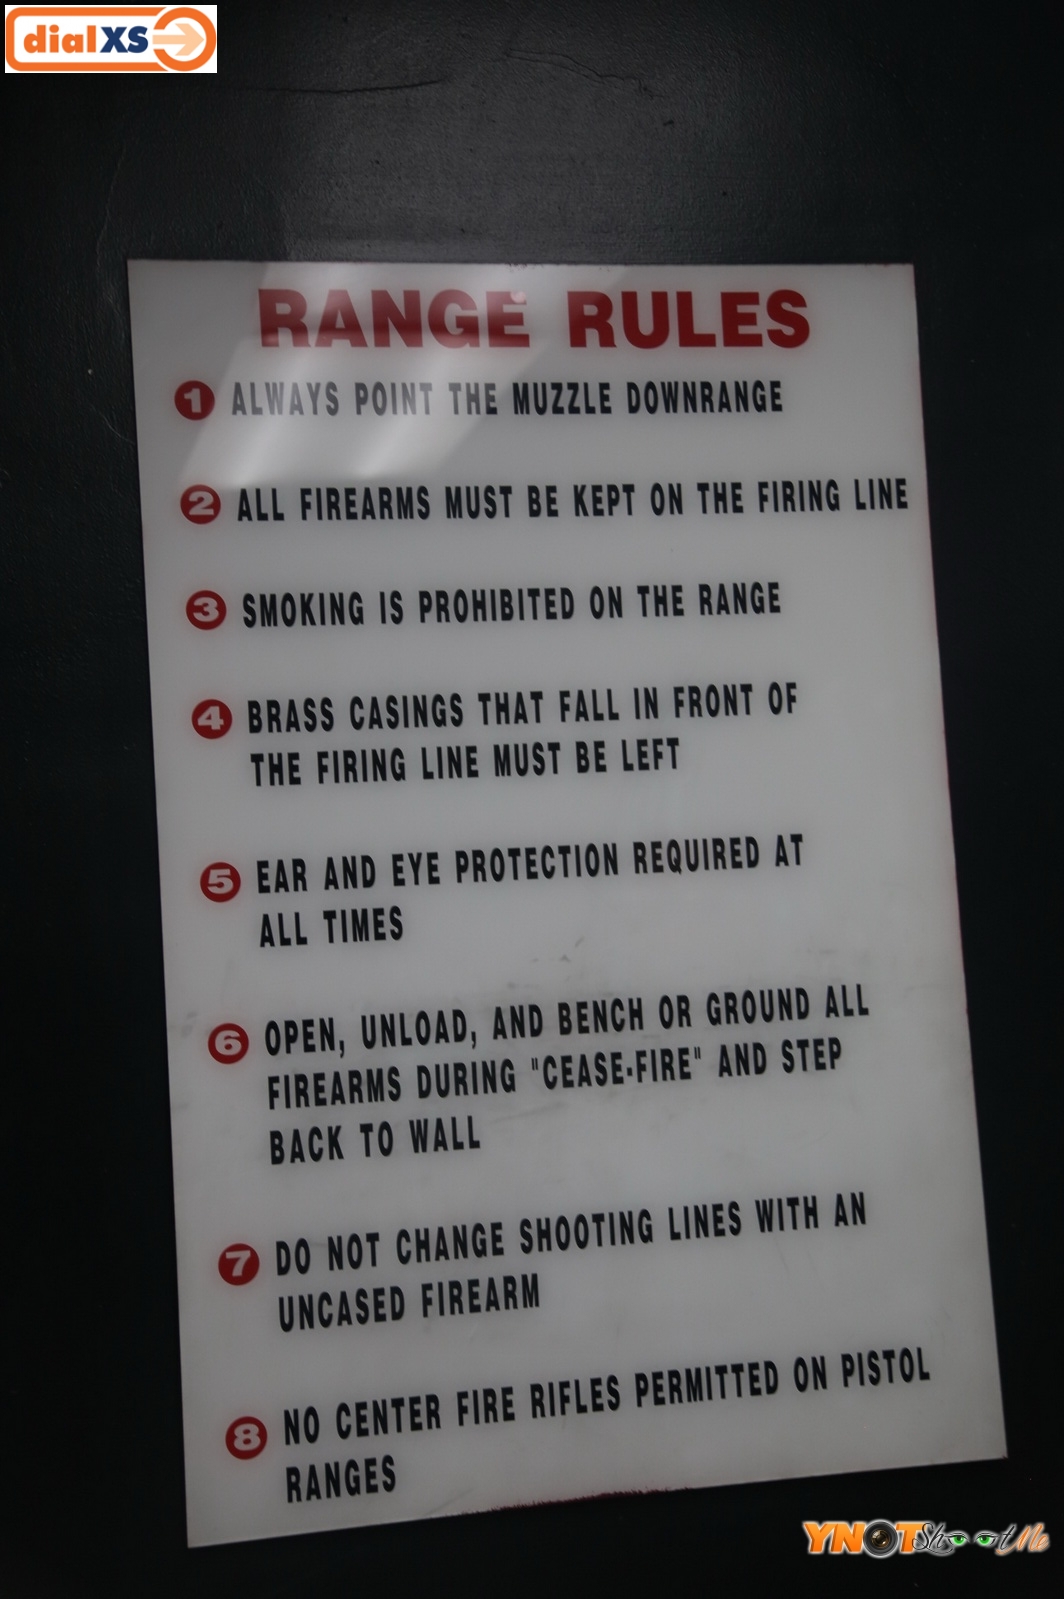 dialXS
RANGE RULES
1 ALWAYS POINT THE MUZZLE DOWNRANGE
2 ALL FIREARMS MUST BE KEPT ON THE FIRING LINE
3 SMOKING IS PROHIBITED ON THE RANGE
4 BRASS CASINGS THAT FALL IN FRONT OF
THE FIRING LINE MUST BE LEFT
5 EAR AND EYE PROTECTION REQUIRED AT
ALL TIMES
6 OPEN, UNLOAD, AND BENCH OR GROUND ALL
FIREARMS DURING "CEASE-FIRE" AND STEP
BACK TO WALL
7 DO NOT CHANGE SHOOTING LINES WITH AN
UNCASED FIREARM
8 NO CENTER FIRE RIFLES PERMITTED ON PISTOL
RANGES
YNOT ShootMe